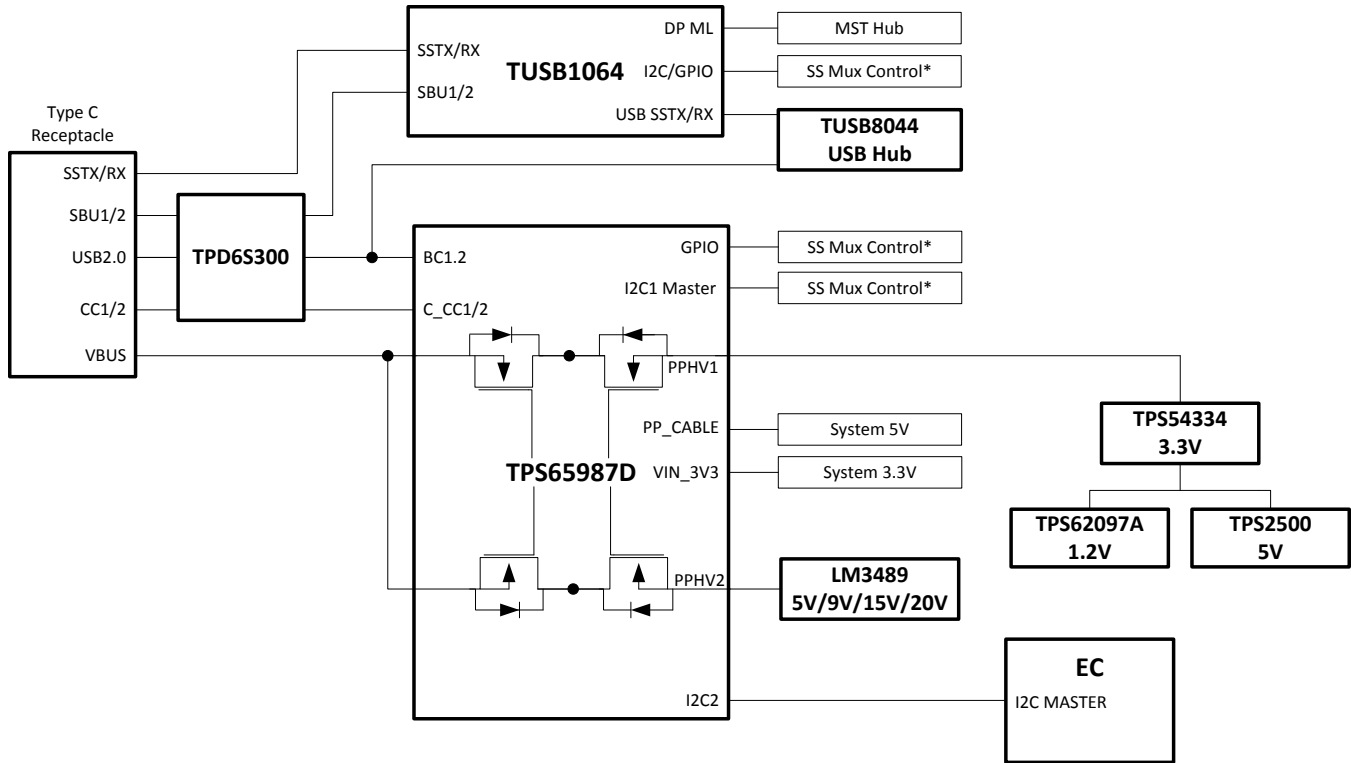 Type C
Receptacle
SSTX/RX
SBU1/2
USB2.0
CC1/2
VBUS
TPD6S300
SSTX/RX
SBU1/2
TUSB1064
DP ML
I2C/GPIO
USB SSTX/RX
MST Hub
SS Mux Control*
TUSB8044
USB Hub
BC1.2
C_CC1/2
TPS65987D
GPIO
I2C1 Master
PPHV1
PP_CABLE
VIN_3V3
PPHV2
I2C2
SS Mux Control*
SS Mux Control*
System 5V
System 3.3V
LM3489
5V/9V/15V/20V
TPS54334
3.3V
TPS62097A
1.2V
TPS2500
5V
EC
I2C MASTER